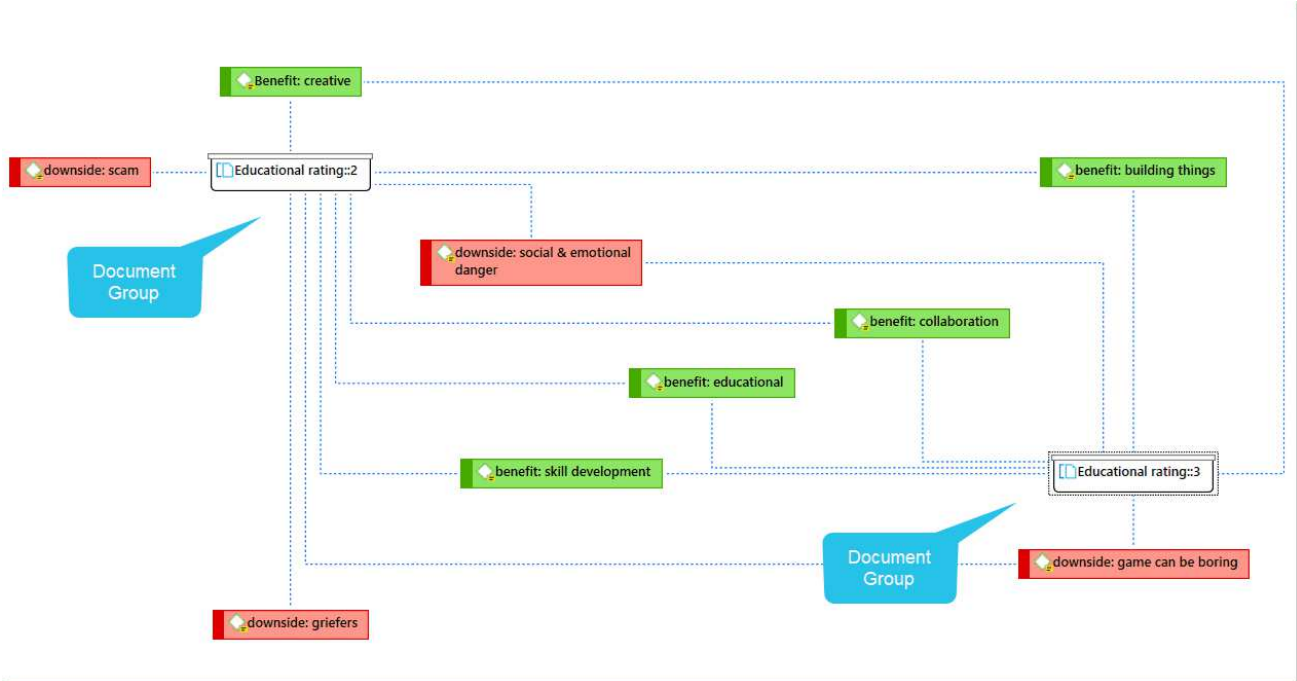 Benefit: creative
downside: scam
Educational rating::2
benefit: building things
Document
Group
downside: social & emotional
danger
benefit: collaboration
benefit: educational
benefit: skill development
Educational rating::3
Document
Group
downside: game can be boring
downside: griefers